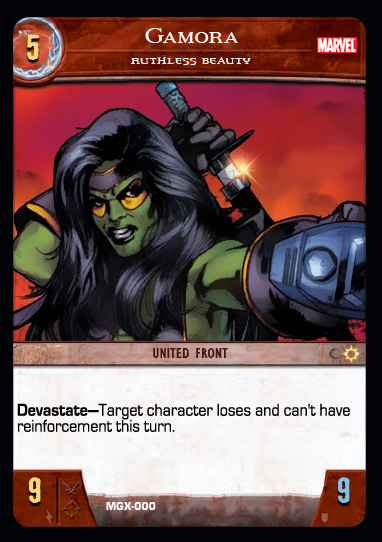 5
Gamora
MARVEL
RUTHLESS BEAUTY
UNITED FRONT
Devastate—Target character loses and can't have
reinforcement this turn.
9
9
MGX-000